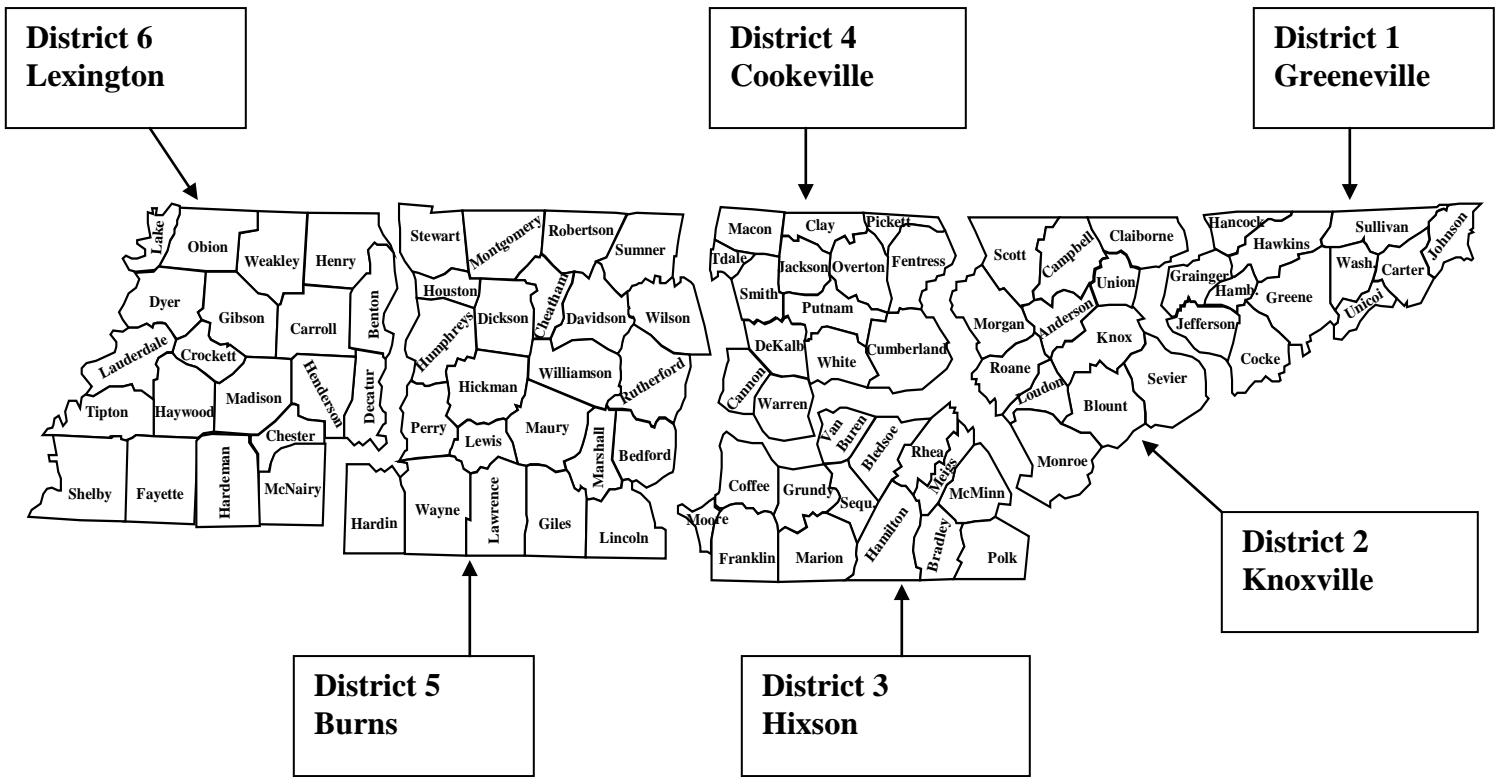 District 6
Lexington
District 4
Cookeville
District 1
Greeneville
Lake
Obion
Weakley
Henry
Dyer
Gibson
Carroll
Benton
Lauderdale
Crockett
Henderson
Decatur
Tipton
Haywood
Madison
Chester
Shelby
Fayette
Hardeman
McNairy
Stewart
Montgomery
Robertson
Sumner
Houston
Humphreys
Dickson
Cheatham
Davidson
Wilson
Hickman
Williamson
Rutherford
Perry
Lewis
Maury
Marshall
Bedford
Hardin
Wayne
Lawrence
Giles
Lincoln
Macon
Clay
Pickett
Tdale
Jackson
Overton
Fentress
Smith
Putnam
DeKalb
White
Cumberland
Cannon
Warren
Van
Buren
Bledsoe
Rhea
Meigs
McMinn
Coffee
Grundy
Sequ.
Moore
Franklin
Marion
Hamilton
Bradley
Polk
Scott
Campbell
Claiborne
Union
Morgan
Anderson
Knox
Roane
Loudon
Blount
Sevier
Monroe
Hancock
Hawkins
Sullivan
Johnson
Grainger
Hamb.
Greene
Wash.
Carter
Unicoi
Jefferson
Cocke
District 5
Burns
District 3
Hixson
District 2
Knoxville